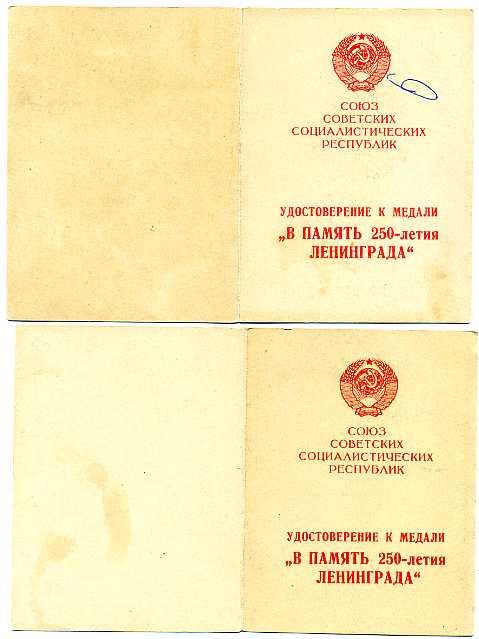 СОЮЗ
СОВЕТСКИХ
СОЦИАЛИСТИЧЕСКИХ
РЕСПУБЛИК
УДОСТОВЕРЕНИЕ К МЕДАЛИ
„В ПАМЯТЬ 250-летия
ЛЕНИНГРАДА“
СОЮЗ
СОВЕТСКИХ
СОЦИАЛИСТИЧЕСКИХ
РЕСПУБЛИК
УДОСТОВЕРЕНИЕ К МЕДАЛИ
„В ПАМЯТЬ 250-летия
ЛЕНИНГРАДА“